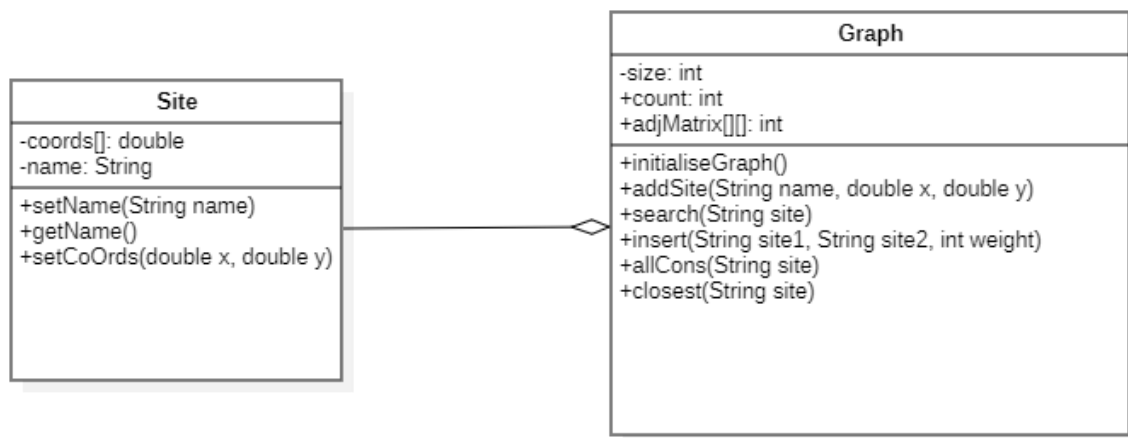 Site
-coords[]: double
-name: String
+setName(String name)
+getName()
+setCoOrds(double x, double y)
Graph
-size: int
+count: int
+adjMatrix[][]: int
+initialiseGraph()
+addSite(String name, double x, double y)
+search(String site)
+insert(String site1, String site2, int weight)
+allCons(String site)
+closest(String site)